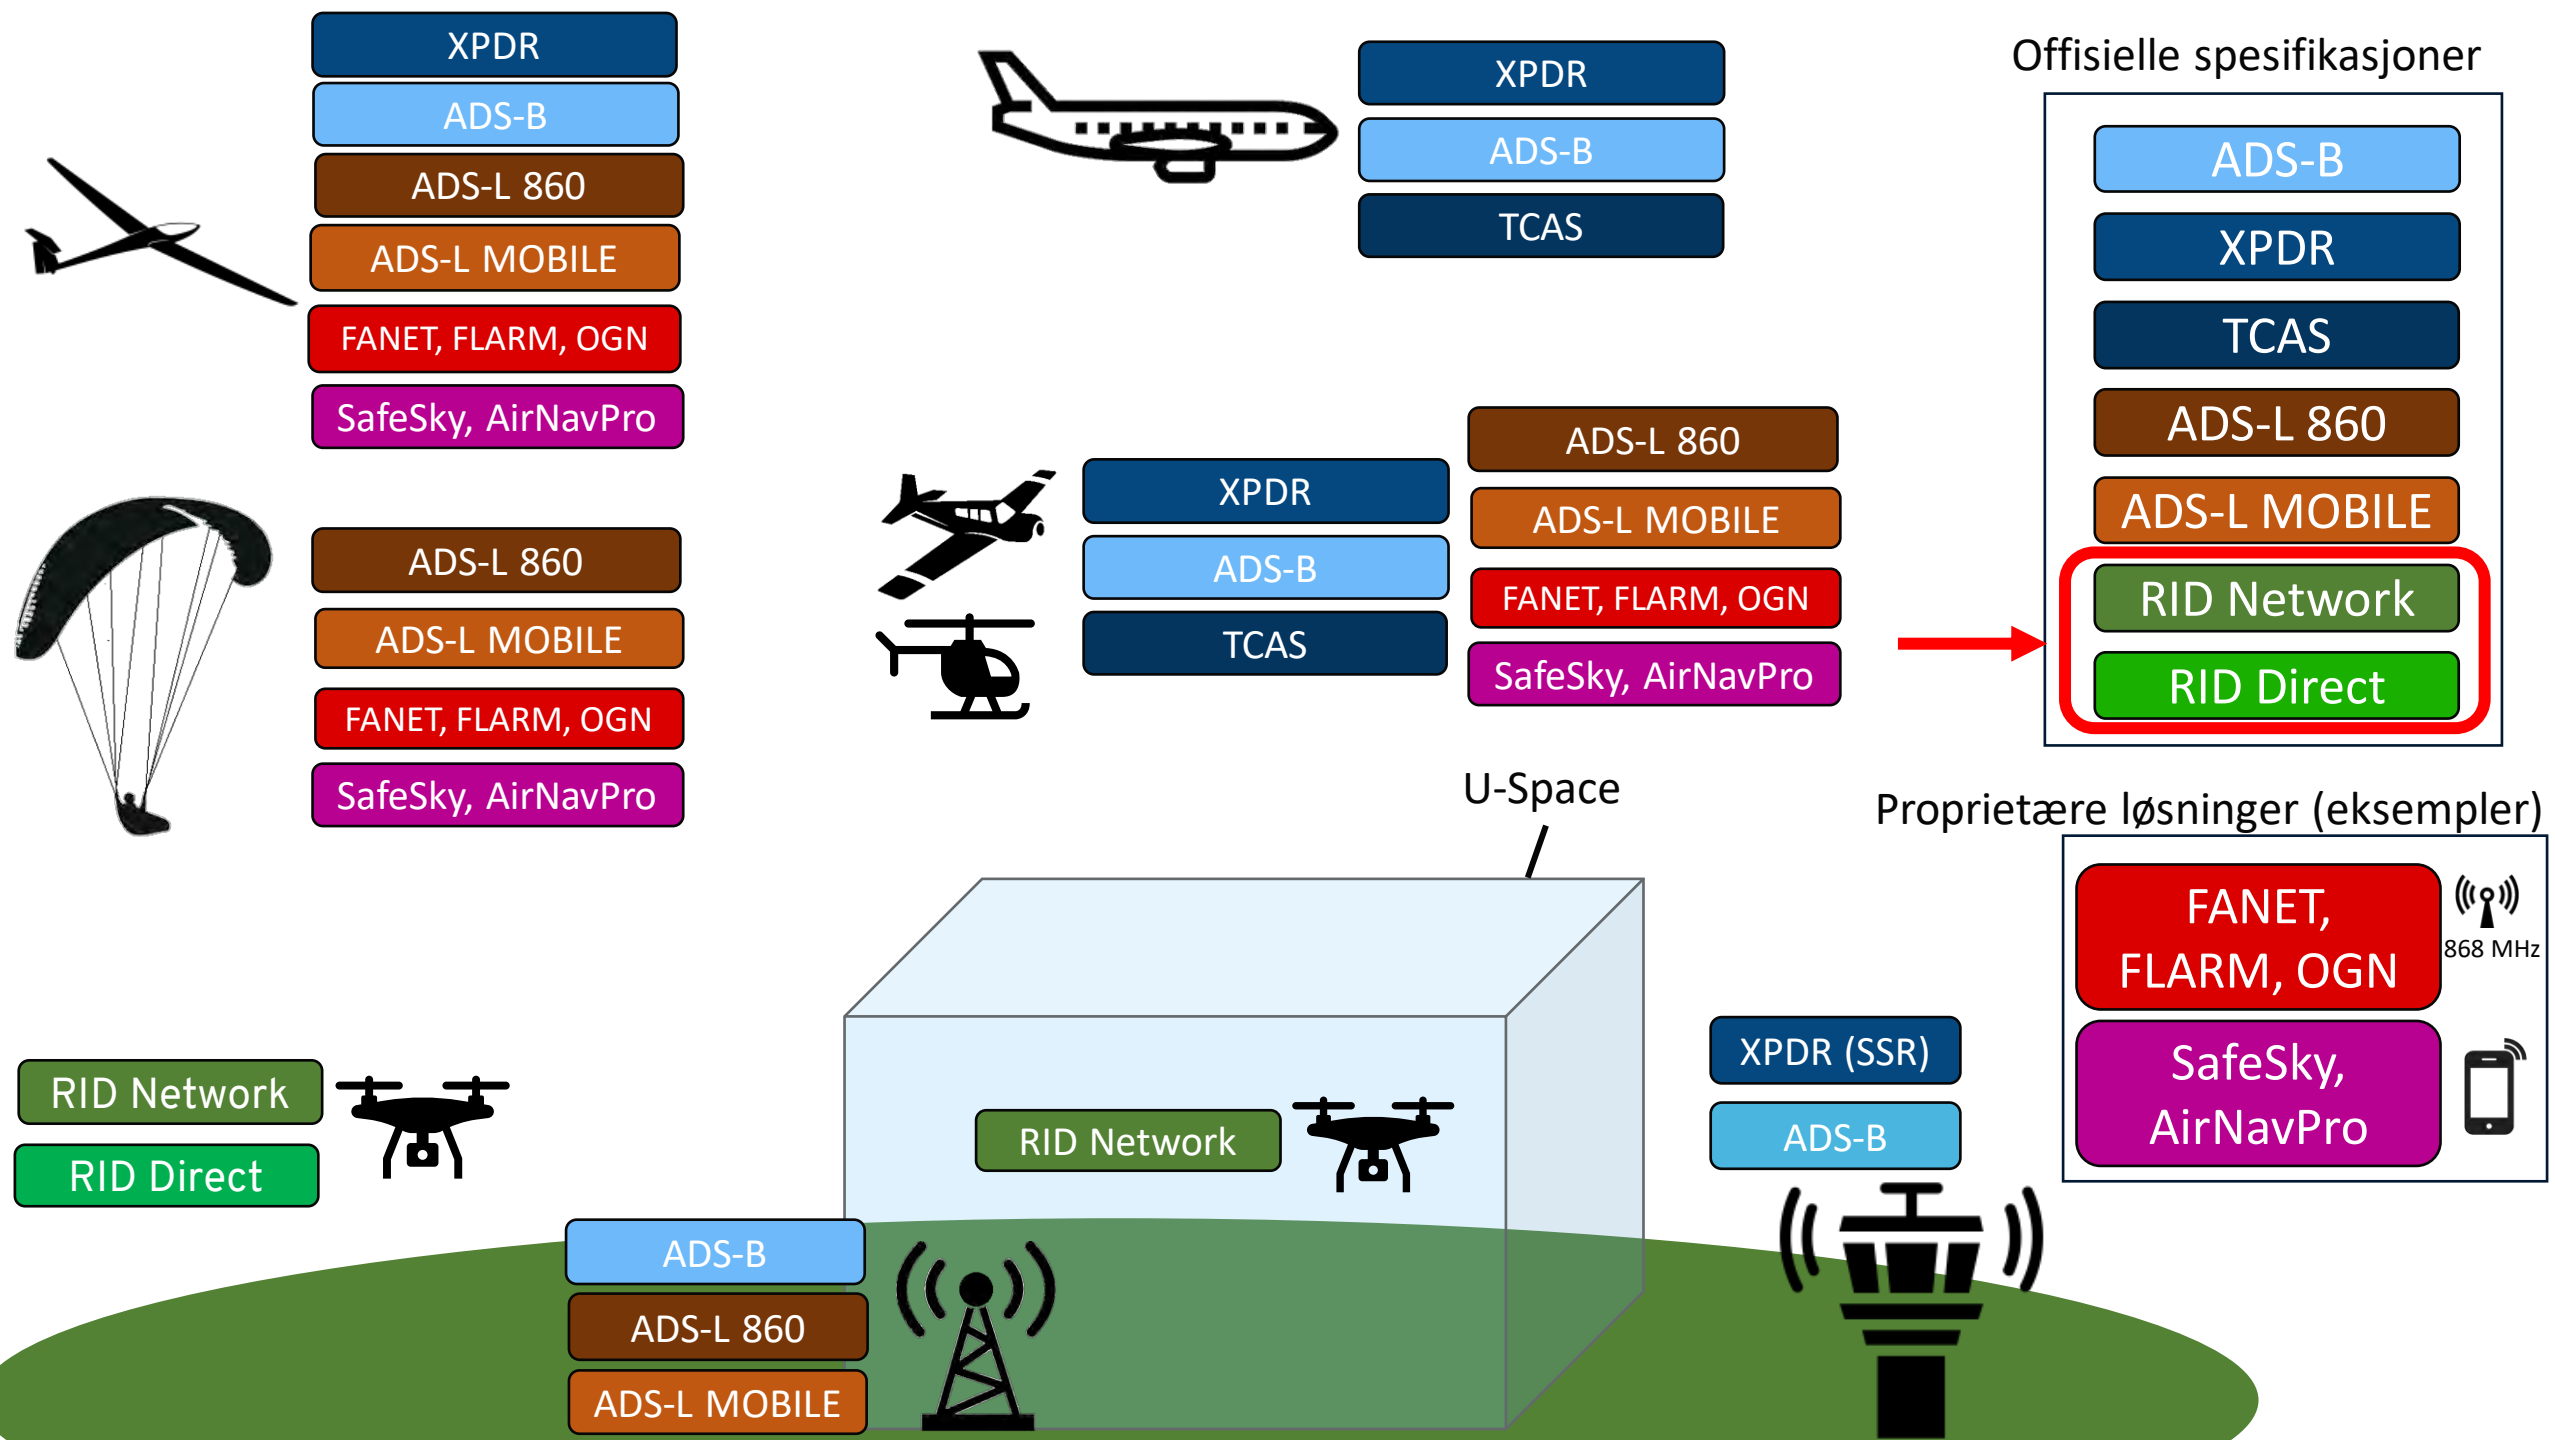 XPDR
ADS-B
ADS-L 860
ADS-L MOBILE
FANET, FLARM, OGN
SafeSky, AirNavPro
XPDR
ADS-B
TCAS
Offisielle spesifikasjoner
ADS-B
XPDR
TCAS
ADS-L 860
ADS-L MOBILE
RID Network
RID Direct
ADS-L 860
ADS-L MOBILE
FANET, FLARM, OGN
SafeSky, AirNavPro
XPDR
ADS-B
TCAS
ADS-L 860
ADS-L MOBILE
FANET, FLARM, OGN
SafeSky, AirNavPro
U-Space
Proprietære løsninger (eksempler)
FANET,
FLARM, OGN
868 MHz
SafeSky,
AirNavPro
RID Network
RID Direct
RID Network
XPDR (SSR)
ADS-B
ADS-B
ADS-L 860
ADS-L MOBILE